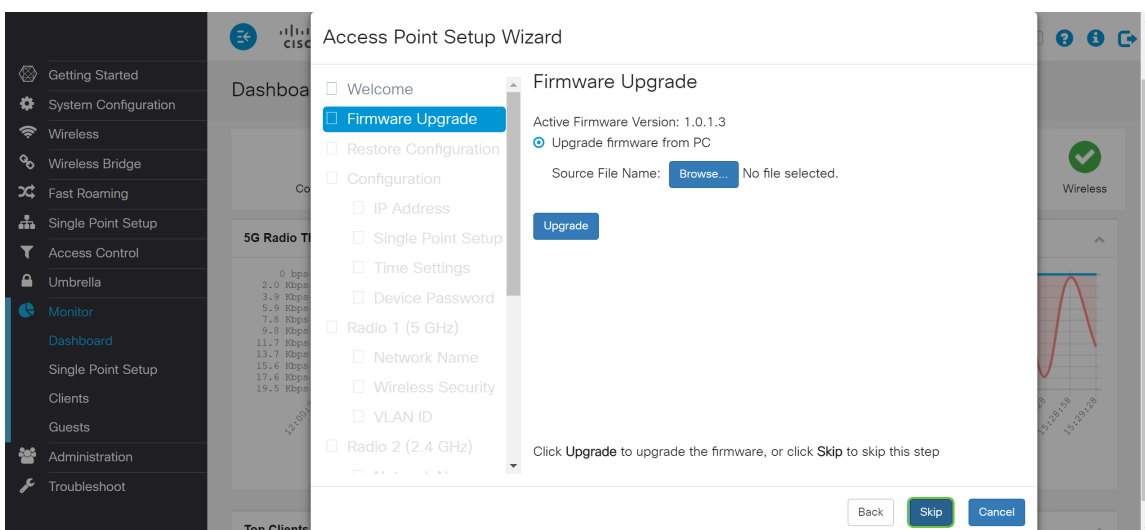 Getting Started
System Configuration
Wireless
Wireless Bridge
Fast Roaming
Single Point Setup
Access Control
Umbrella
Monitor
Dashboard
Single Point Setup
Clients
Guests
Administration
Troubleshoot
Dashboa
Co
5G Radio
0 bps
2.0 Kbps
3.9 Kbps
5.9 Kbps
7.8 Kbps
9.8 Kbps
11.7 Kbps
13.7 Kbps
15.6 Kbps
17.6 Kbps
19.5 Kbps
Top Clients
Access Point Setup Wizard
Welcome
Firmware Upgrade
Restore Configuration
Configuration
IP Address
Single Point Setup
Time Settings
Device Password
Radio 1 (5 GHz)
Network Name
Wireless Security
VLAN ID
Radio 2 (2.4 GHz)
Firmware Upgrade
Active Firmware Version: 1.0.1.3
Upgrade firmware from PC
Source File Name: Browse... No file selected.
Upgrade
Click Upgrade to upgrade the firmware, or click Skip to skip this step
Back Skip Cancel
Wireless
15:28:58
15:29:28